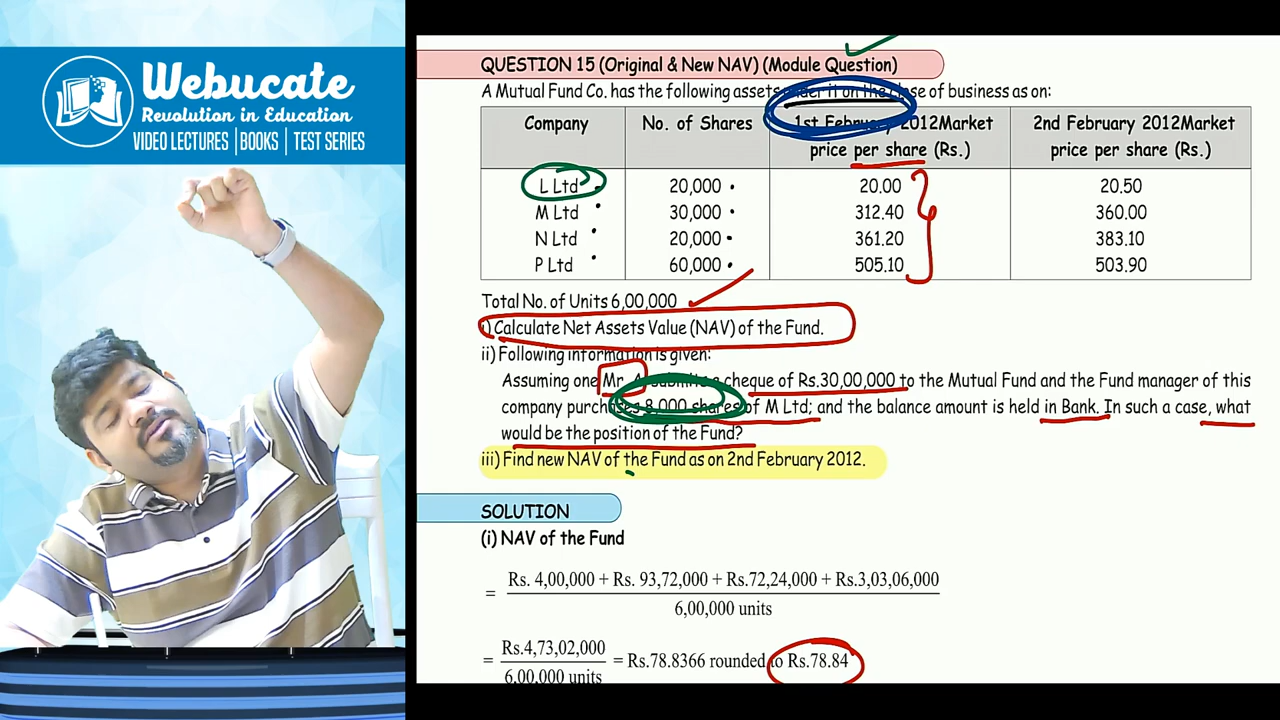 Webucate
Revolution in Education
VIDEO LECTURES | BOOKS | TEST SERIES
QUESTION 15 (Original & New NAV) (Module Question)
A Mutual Fund Co. has the following assets under it on the close of business as on:
Company No. of Shares 1st February 2012Market price per share (Rs.) 2nd February 2012Market price per share (Rs.)
L Ltd 20,000 20.00 20.50
M Ltd 30,000 312.40 360.00
N Ltd 20,000 361.20 383.10
P Ltd 60,000 505.10 503.90
Total No. of Units 6,00,000
i) Calculate Net Assets Value (NAV) of the Fund.
ii) Following information is given:
Assuming one Mr. A submits a cheque of Rs.30,00,000 to the Mutual Fund and the Fund manager of this
company purchases 8,000 shares of M Ltd; and the balance amount is held in Bank. In such a case, what
would be the position of the Fund?
iii) Find new NAV of the Fund as on 2nd February 2012.
SOLUTION
(i) NAV of the Fund
= Rs. 4,00,000 + Rs. 93,72,000 + Rs.72,24,000 + Rs.3,03,06,000
6,00,000 units
= Rs.4,73,02,000 = Rs.78.8366 rounded to Rs.78.84
6,00,000 units